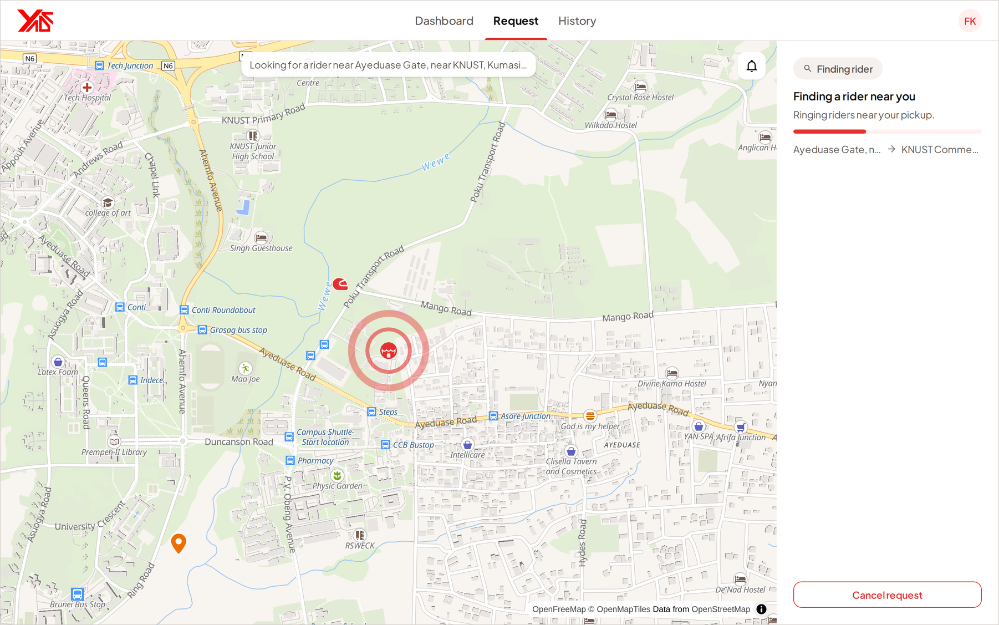 YADS
Dashboard
Request
History
FK
Looking for a rider near Ayeduase Gate, near KNUST, Kumasi...
Finding rider
Finding a rider near you
Ringing riders near your pickup.
Ayeduase Gate, n... → KNUST Comme...
Cancel request
N6
Tech Junction
N6
Tech Hospital
Centre
KNUST Primary Road
Crystal Rose Hostel
Wilkado Hostel
Anglican H
Appouh Avenue
Andrews Road
Chapel Link
Ahemfo Avenue
KNUST Junior
High School
Wewe
Poku Transport Road
college of art
Singh Guesthouse
Ayeduase Road
Poku Transport Road
Wewe
Mango Road
Mango Road
Asuogya Road
Conti
Conti Roundabout
Grasag bus stop
Ayeduase Road
Ahemfo Avenue
Latex Foam
Queens Road
Indece
Maa Joe
Divine Kama Hostel
Nyan
Steps
Ayeduase Road
Asore Junction
Ayeduase Road
God is my helper
YAN SPA
Afrifa Junction
Campus Shuttle-
Start location
CCB Bustop
Intellicare
AYEDUASE
Clisella Tavern
and Cosmetics
Duncanson Road
Prempeh II Library
Pharmacy
Physic Garden
P.V. Obeng Avenue
Asuogya Road
University Crescent
RSWECK
Hydes Road
Ring Road
Brunei Bus Stop
De'Nad Hostel
OpenFreeMap © OpenMapTiles Data from OpenStreetMap